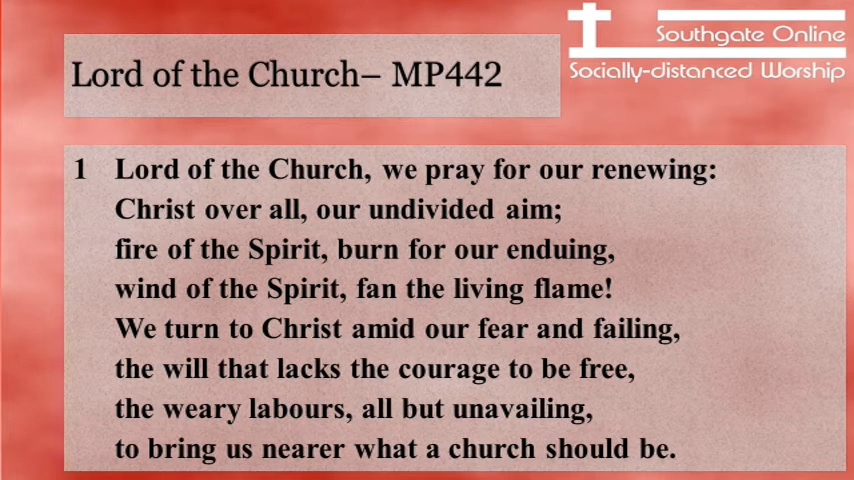 Southgate Online
Socially-distanced Worship
Lord of the Church– MP442
1 Lord of the Church, we pray for our renewing:
Christ over all, our undivided aim;
fire of the Spirit, burn for our enduing,
wind of the Spirit, fan the living flame!
We turn to Christ amid our fear and failing,
the will that lacks the courage to be free,
the weary labours, all but unavailing,
to bring us nearer what a church should be.